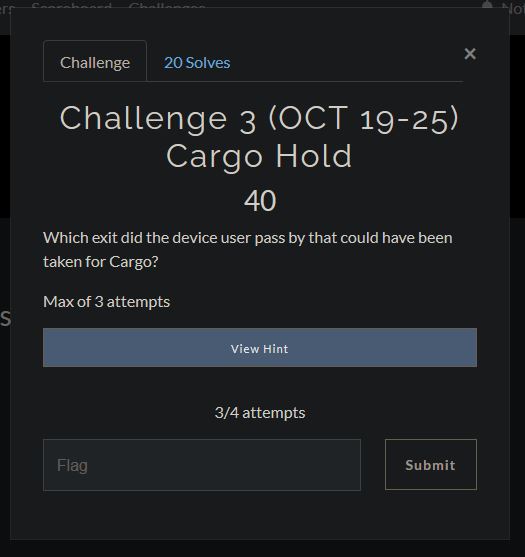 ers Scoreboard Challenges Not
Challenge
20 Solves
×
Challenge 3 (OCT 19-25)
Cargo Hold
40
Which exit did the device user pass by that could have been
taken for Cargo?
Max of 3 attempts
s
View Hint
3/4 attempts
Flag
Submit